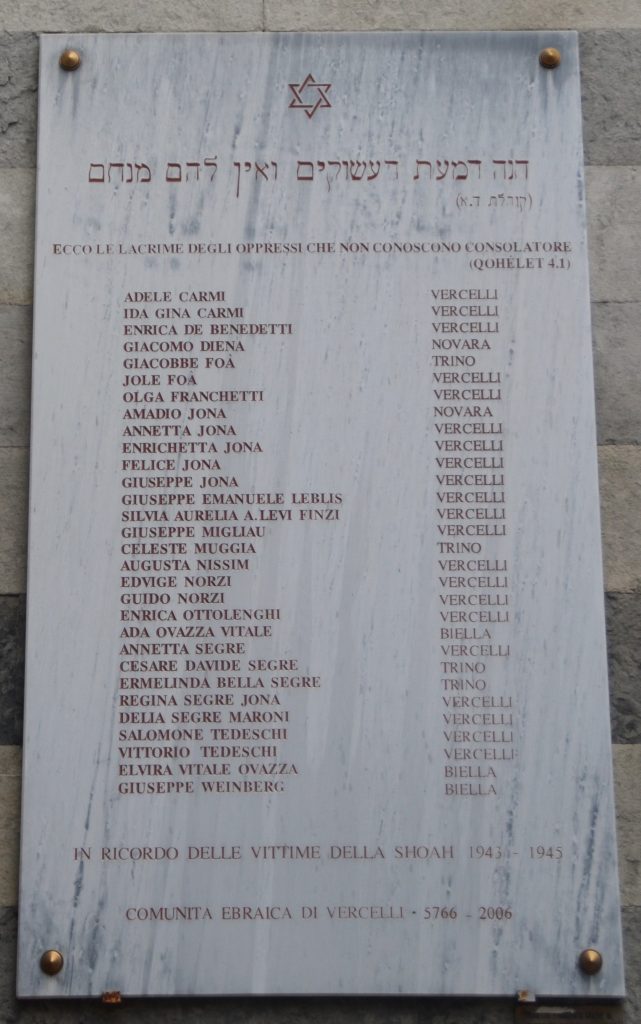 הנה דמעת העשוקים ואין להם מנחם
(קוהלת ד.א)
ECCO LE LACRIME DEGLI OPPRESSI CHE NON CONOSCONO CONSOLATORE
(QOHÉLET 4.1)
ADELE CARMI VERCELLI
IDA GINA CARMI VERCELLI
ENRICA DE BENEDETTI VERCELLI
GIACOMO DIENA NOVARA
GIACOBBE FOÀ TRINO
JOLE FOÀ VERCELLI
OLGA FRANCHETTI VERCELLI
AMADIO JONA NOVARA
ANNETTA JONA VERCELLI
ENRICHETTA JONA VERCELLI
FELICE JONA VERCELLI
GIUSEPPE JONA VERCELLI
GIUSEPPE EMANUELE LEBLIS VERCELLI
SILVIA AURELIA A.LEVI FINZI VERCELLI
GIUSEPPE MIGLIAU VERCELLI
CELESTE MUGGIA TRINO
AUGUSTA NISSIM VERCELLI
EDVIGE NORZI VERCELLI
GUIDO NORZI VERCELLI
ENRICA OTTOLENGHI VERCELLI
ADA OVAZZA VITALE BIELLA
ANNETTA SEGRE VERCELLI
CESARE DAVIDE SEGRE TRINO
ERMELINDA BELLA SEGRE TRINO
REGINA SEGRE JONA VERCELLI
DELIA SEGRE MARONI VERCELLI
SALOMONE TEDESCHI VERCELLI
VITTORIO TEDESCHI VERCELLI
ELVIRA VITALE OVAZZA BIELLA
GIUSEPPE WEINBERG BIELLA
IN RICORDO DELLE VITTIME DELLA SHOAH 1943 - 1945
COMUNITA EBRAICA DI VERCELLI · 5766 - 2006